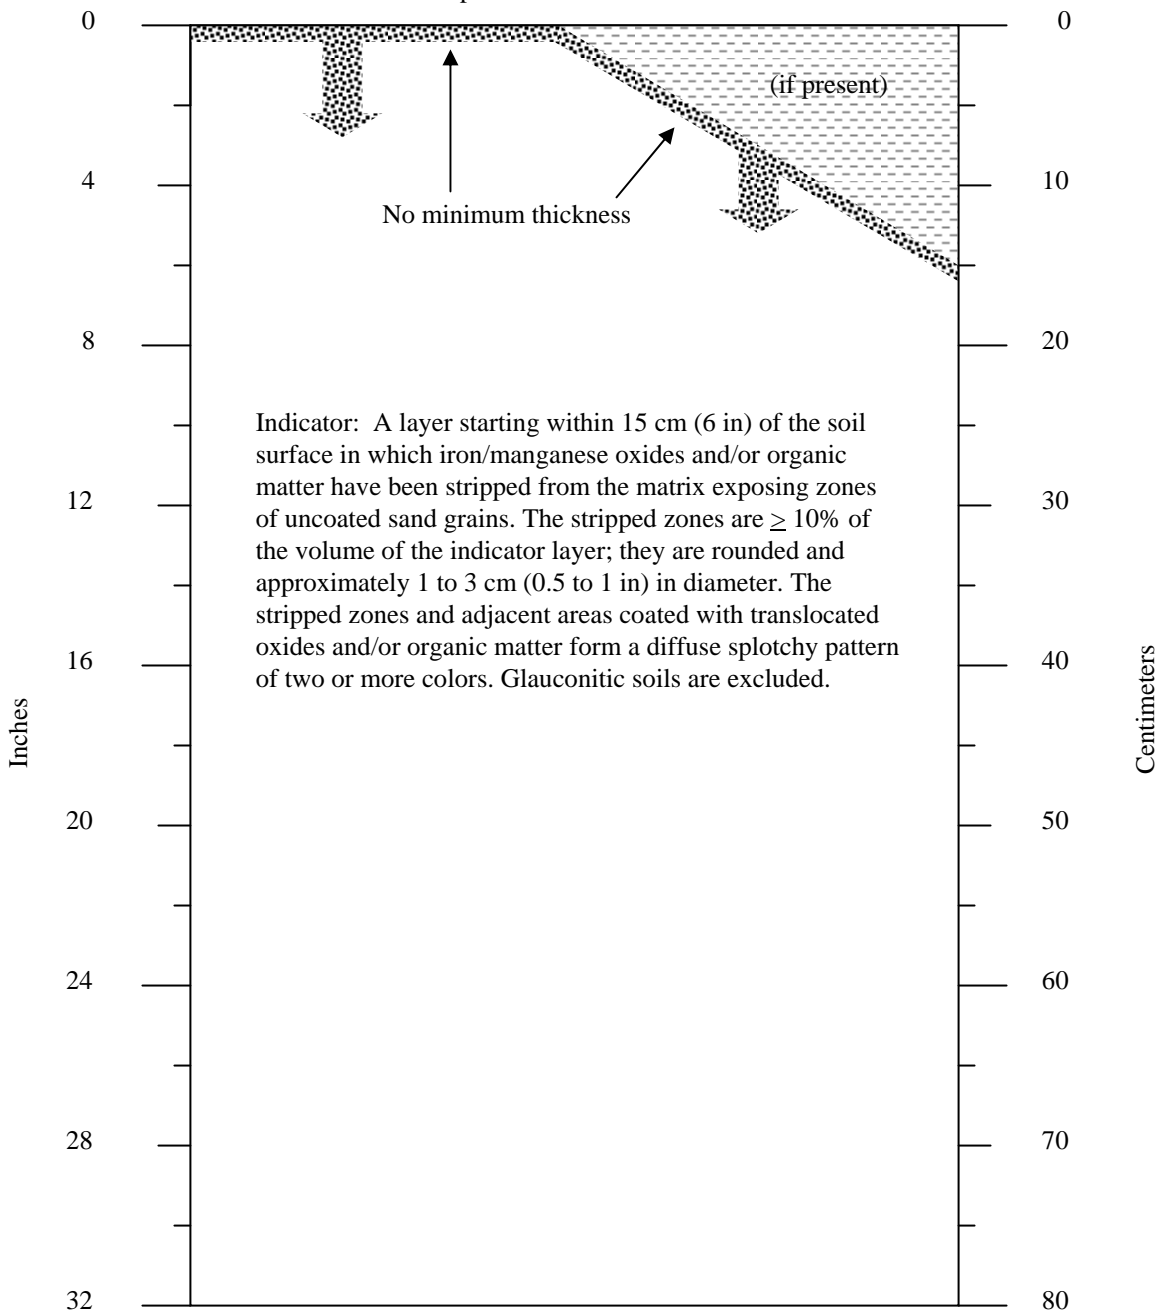 0
0
(if present)
4
10
No minimum thickness
8
20
Indicator: A layer starting within 15 cm (6 in) of the soil
surface in which iron/manganese oxides and/or organic
matter have been stripped from the matrix exposing zones
of uncoated sand grains. The stripped zones are ≥ 10% of
the volume of the indicator layer; they are rounded and
approximately 1 to 3 cm (0.5 to 1 in) in diameter. The
stripped zones and adjacent areas coated with translocated
oxides and/or organic matter form a diffuse splotchy pattern
of two or more colors. Glauconitic soils are excluded.
12
30
16
40
Inches
Centimeters
20
50
24
60
28
70
32
80